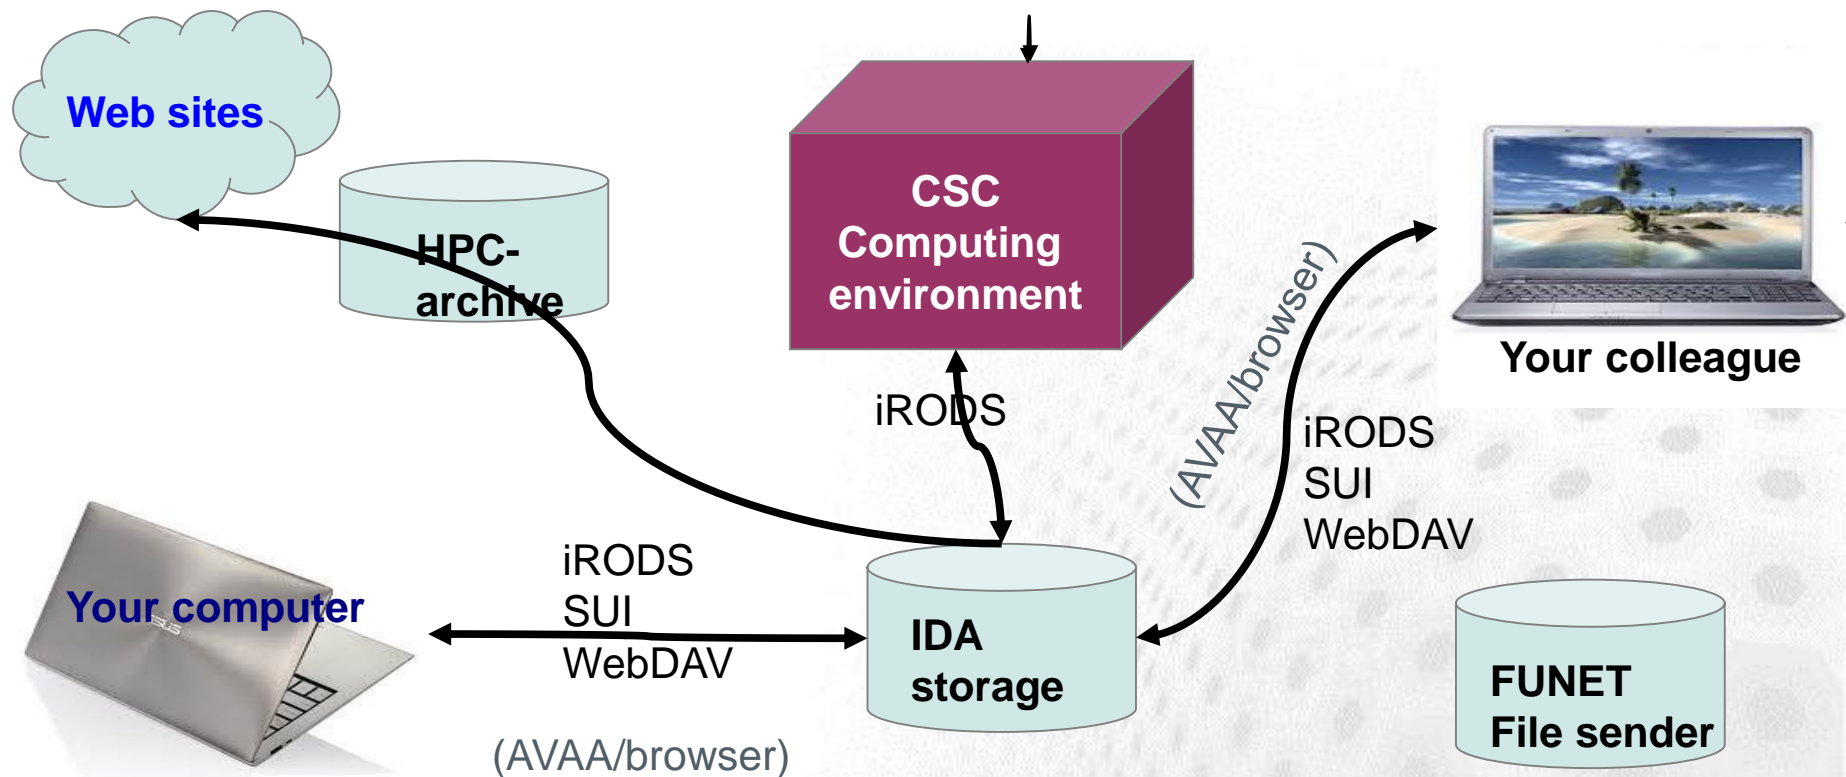 Web sites
HPC-
archive
CSC
Computing
environment
iRODS
(AVAA/browser)
Your colleague
iRODS
SUI
WebDAV
Your computer
ASUS
iRODS
SUI
WebDAV
(AVAA/browser)
IDA
storage
FUNET
File sender